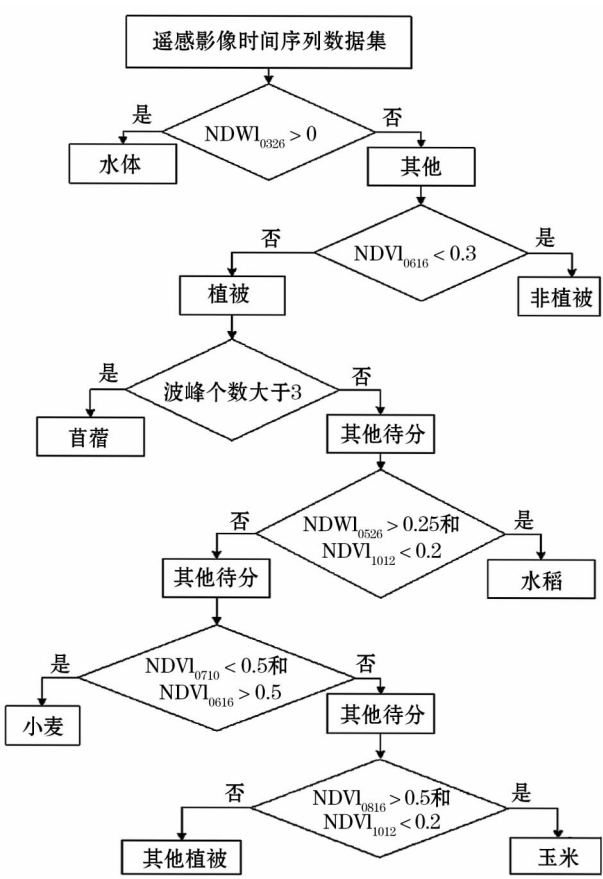 遥感影像时间序列数据集
是
否
NDWI0326 > 0
水体
其他
否
是
NDVI0616 < 0.3
植被
非植被
是
否
波峰个数大于3
苜蓿
其他待分
否
是
NDWI0526 > 0.25和
NDVI1012 < 0.2
其他待分
水稻
是
否
NDVI0710 < 0.5和
NDVI0616 > 0.5
小麦
其他待分
否
是
NDVI0816 > 0.5和
NDVI1012 < 0.2
其他植被
玉米